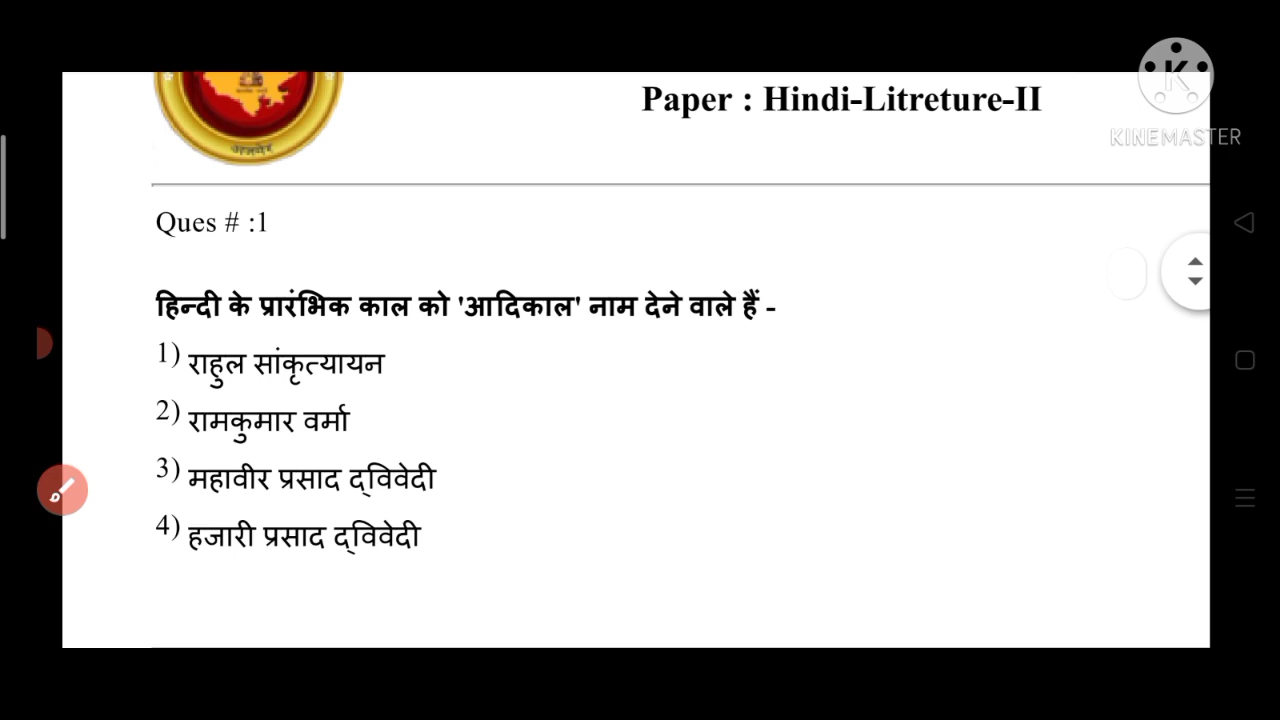 Paper : Hindi-Litreture-II
K
KINEMASTER
अजमेर
Ques # :1
हिन्दी के प्रारंभिक काल को 'आदिकाल' नाम देने वाले हैं -
1) राहुल सांकृत्यायन
2) रामकुमार वर्मा
3) महावीर प्रसाद द्विवेदी
4) हजारी प्रसाद द्विवेदी